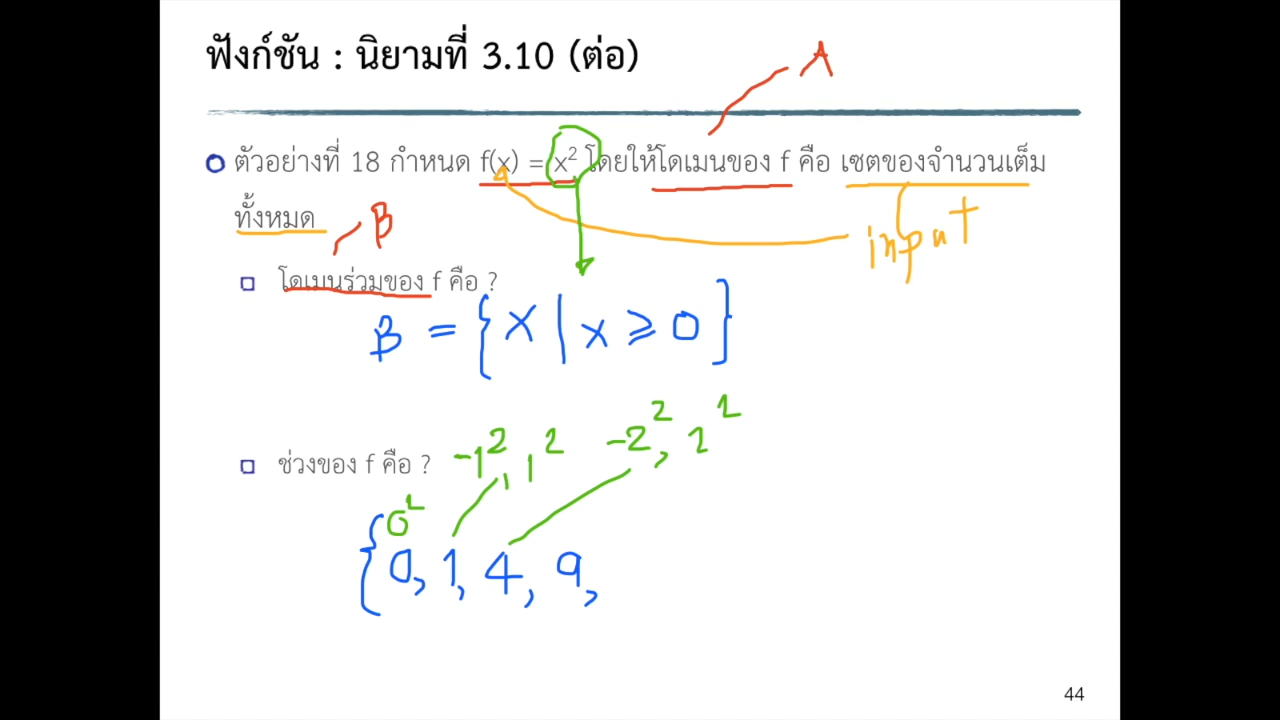 ฟังก์ชัน : นิยามที่ 3.10 (ต่อ)
A
ตัวอย่างที่ 18 กำหนด f(x) = x² โดยให้โดเมนของ f คือ เซตของจำนวนเต็ม
ทั้งหมด
B
input
โดเมนร่วมของ f คือ ?
B = {x | x ≥ 0}
ช่วงของ f คือ ?
-1², 1² -2², 2²
0²
{0, 1, 4, 9,
44